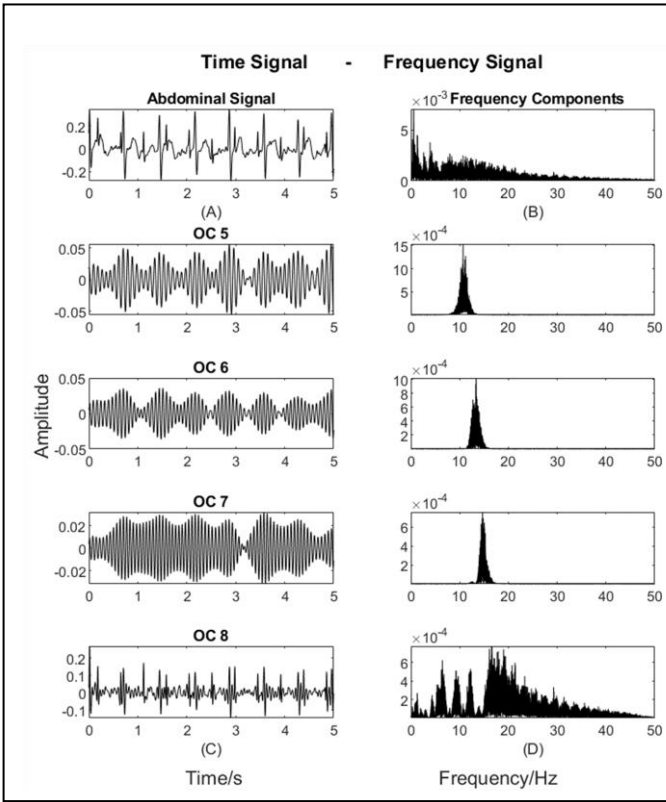 Time Signal - Frequency Signal
Abdominal Signal
0.2
0
-0.2
0 1 2 3 4 5
(A)
×10⁻³ Frequency Components
5
0
0 10 20 30 40 50
(B)
OC 5
0.05
0
-0.05
0 1 2 3 4 5
×10⁻⁴
15
10
5
0 10 20 30 40 50
OC 6
0.05
0
-0.05
0 1 2 3 4 5
10 ×10⁻⁴
8
6
4
2
0 10 20 30 40 50
Amplitude
OC 7
0.02
0
-0.02
0 1 2 3 4 5
×10⁻⁴
6
4
2
0 10 20 30 40 50
OC 8
0.2
0.1
0
-0.1
0 1 2 3 4 5
(C)
×10⁻⁴
6
4
2
0 10 20 30 40 50
(D)
Time/s
Frequency/Hz